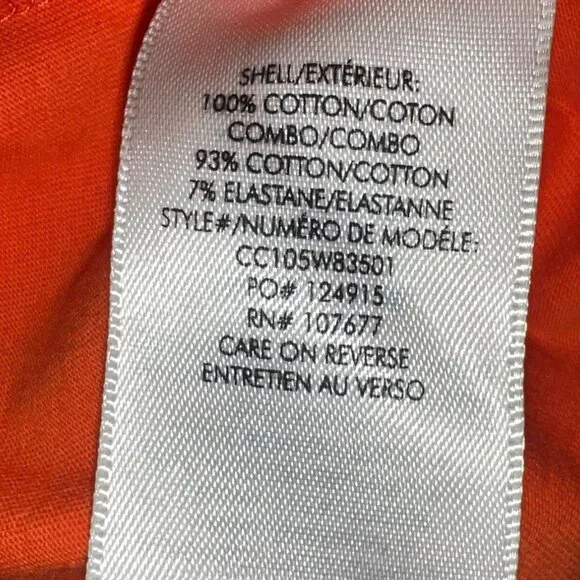 SHELL/EXTÉRIEUR:
100% COTTON/COTON
COMBO/COMBO
93% COTTON/COTTON
7% ELASTANE/ELASTANNE
STYLE#/NUMÉRO DE MODÉLE:
CC105W83501
PO# 124915
RN# 107677
CARE ON REVERSE
ENTRETIEN AU VERSO